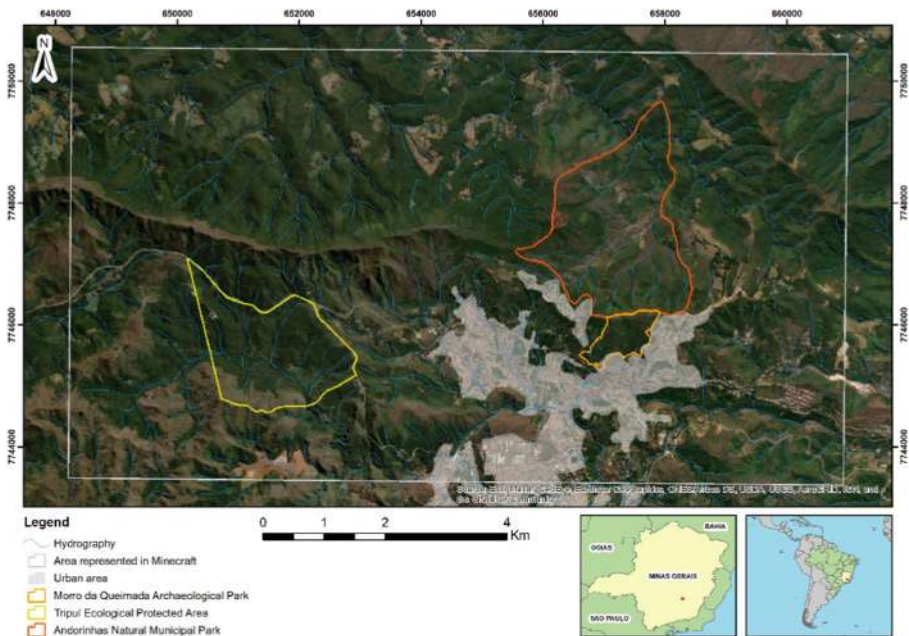 648000 650000 652000 654000 656000 658000 660000
N
7750000 7750000
7748000 7748000
7746000 7746000
7744000 7744000
Legend
Hydrography
Area represented in Minecraft
Urban area
Morro da Queimada Archaeological Park
Tripuí Ecological Protected Area
Andorinhas Natural Municipal Park
0 1 2 4
Km
BAHIA
GOIAS
MINAS GERAIS
SAO PAULO